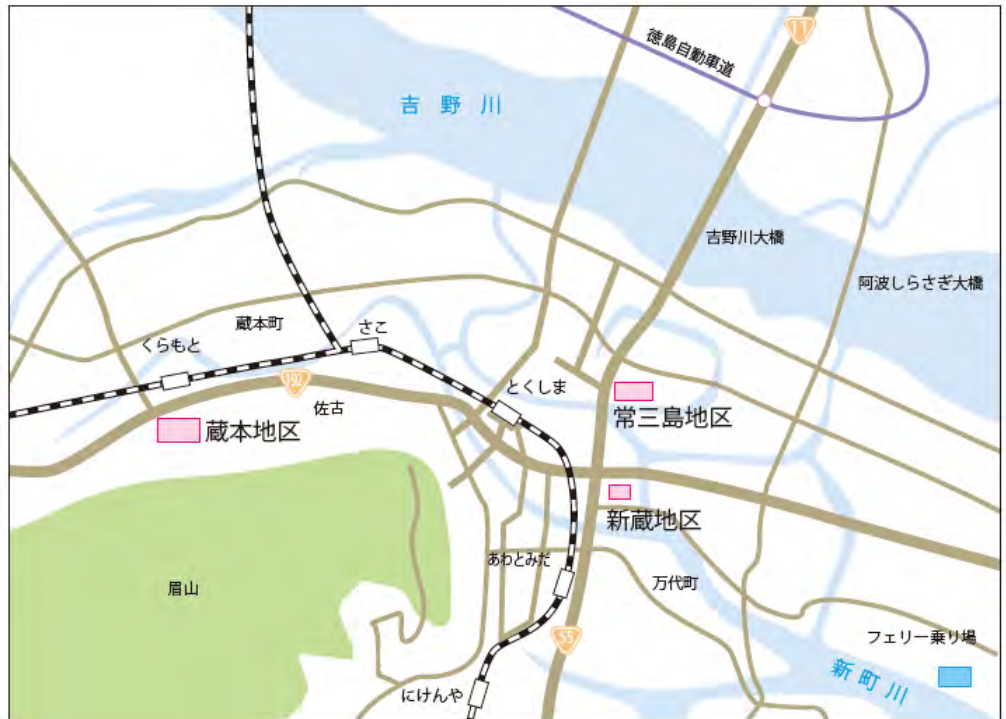 11
徳島自動車道
吉野川
吉野川大橋
阿波しらさぎ大橋
蔵本町
さこ
くらもと
192
とくしま
佐古
常三島地区
蔵本地区
新蔵地区
あわとみだ
万代町
眉山
55
フェリー乗り場
新町川
にけんや